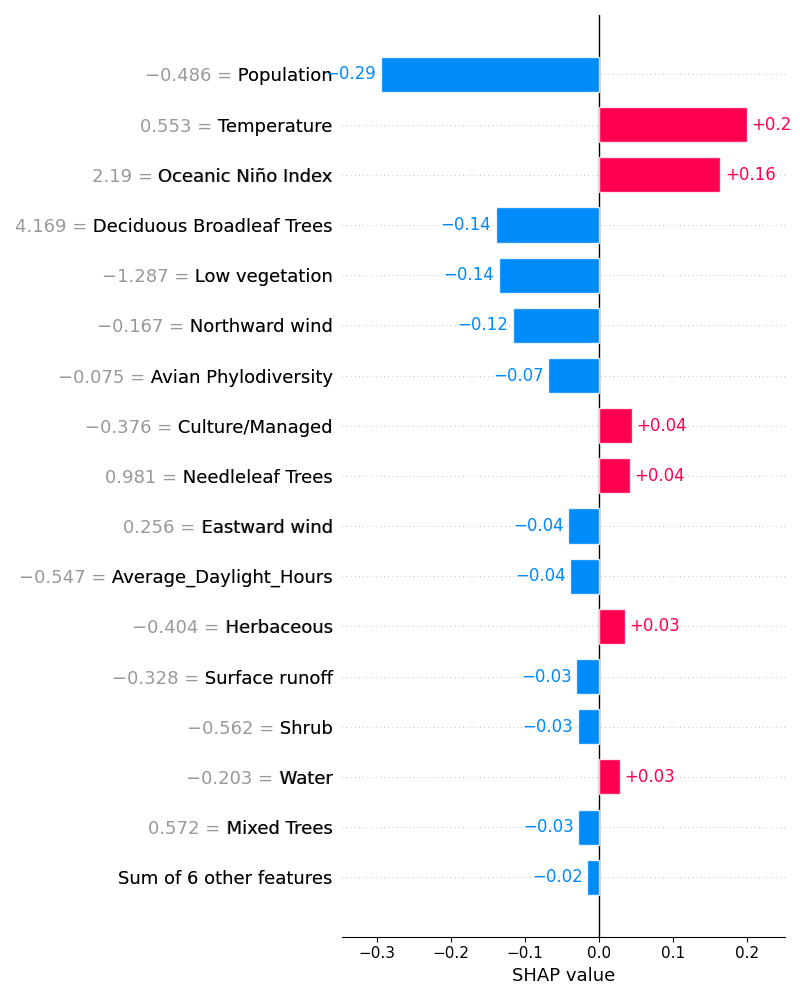 −0.486 = Population −0.29
0.553 = Temperature +0.2
2.19 = Oceanic Niño Index +0.16
4.169 = Deciduous Broadleaf Trees −0.14
−1.287 = Low vegetation −0.14
−0.167 = Northward wind −0.12
−0.075 = Avian Phylodiversity −0.07
−0.376 = Culture/Managed +0.04
0.981 = Needleleaf Trees +0.04
0.256 = Eastward wind −0.04
−0.547 = Average_Daylight_Hours −0.04
−0.404 = Herbaceous +0.03
−0.328 = Surface runoff −0.03
−0.562 = Shrub −0.03
−0.203 = Water +0.03
0.572 = Mixed Trees −0.03
Sum of 6 other features −0.02
−0.3 −0.2 −0.1 0.0 0.1 0.2
SHAP value